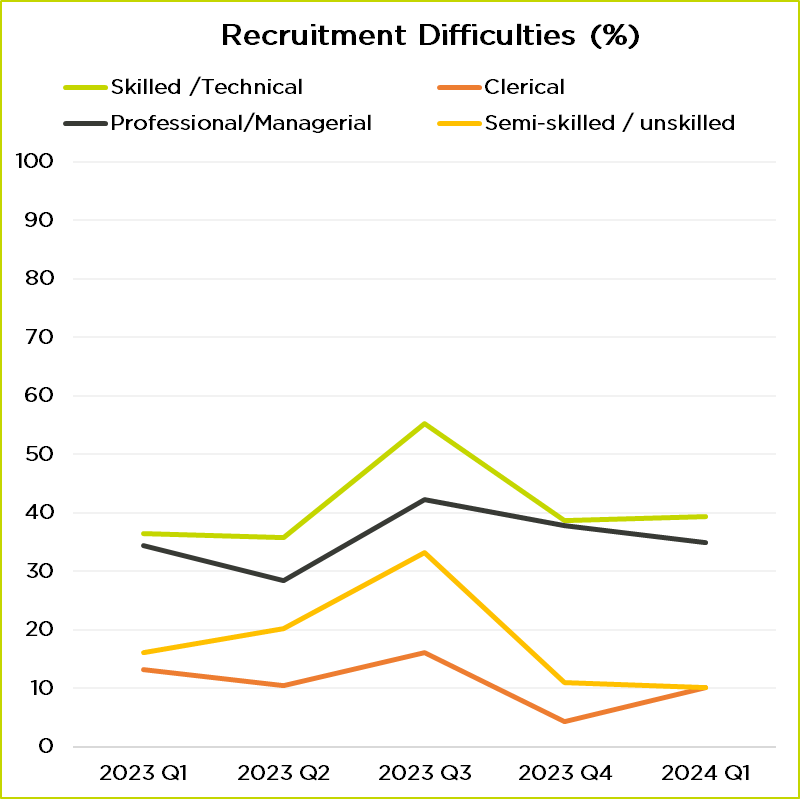 Recruitment Difficulties (%)
Skilled /Technical
Clerical
Professional/Managerial
Semi-skilled / unskilled
100
90
80
70
60
50
40
30
20
10
0
2023 Q1 2023 Q2 2023 Q3 2023 Q4 2024 Q1